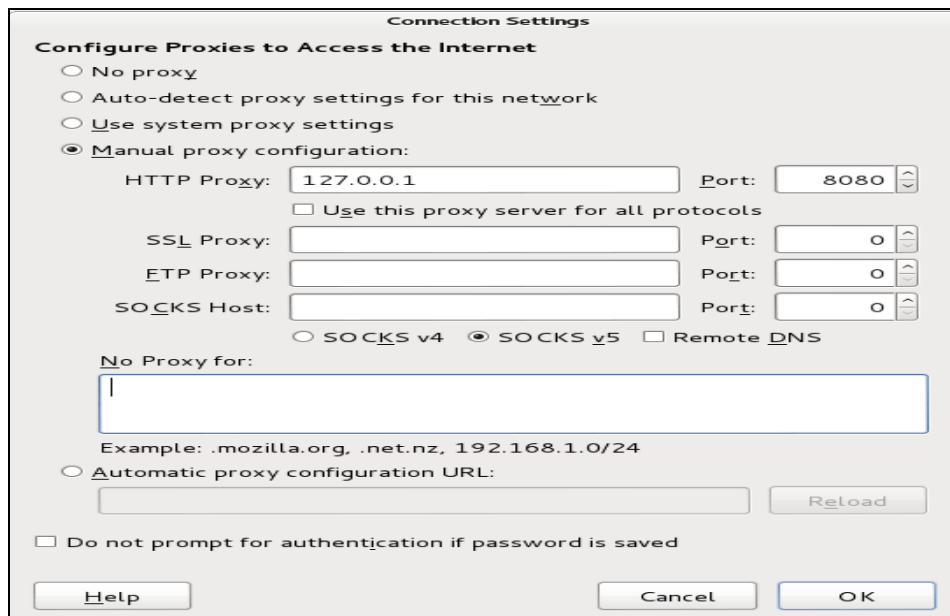 Connection Settings
Configure Proxies to Access the Internet
No proxy
Auto-detect proxy settings for this network
Use system proxy settings
Manual proxy configuration:
HTTP Proxy: 127.0.0.1 Port: 8080
Use this proxy server for all protocols
SSL Proxy: Port: 0
FTP Proxy: Port: 0
SOCKS Host: Port: 0
SOCKS v4 SOCKS v5 Remote DNS
No Proxy for:
Example: .mozilla.org, .net.nz, 192.168.1.0/24
Automatic proxy configuration URL:
Reload
Do not prompt for authentication if password is saved
Help Cancel OK